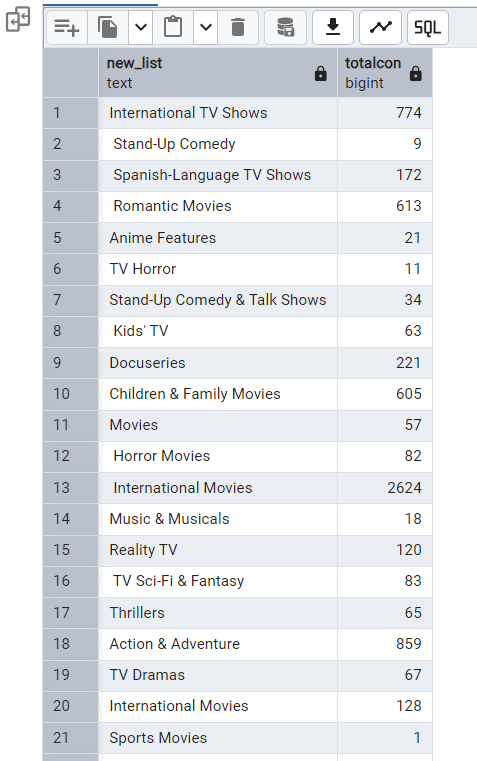 SQL
new_list totalcon
text bigint
1 International TV Shows 774
2 Stand-Up Comedy 9
3 Spanish-Language TV Shows 172
4 Romantic Movies 613
5 Anime Features 21
6 TV Horror 11
7 Stand-Up Comedy & Talk Shows 34
8 Kids' TV 63
9 Docuseries 221
10 Children & Family Movies 605
11 Movies 57
12 Horror Movies 82
13 International Movies 2624
14 Music & Musicals 18
15 Reality TV 120
16 TV Sci-Fi & Fantasy 83
17 Thrillers 65
18 Action & Adventure 859
19 TV Dramas 67
20 International Movies 128
21 Sports Movies 1